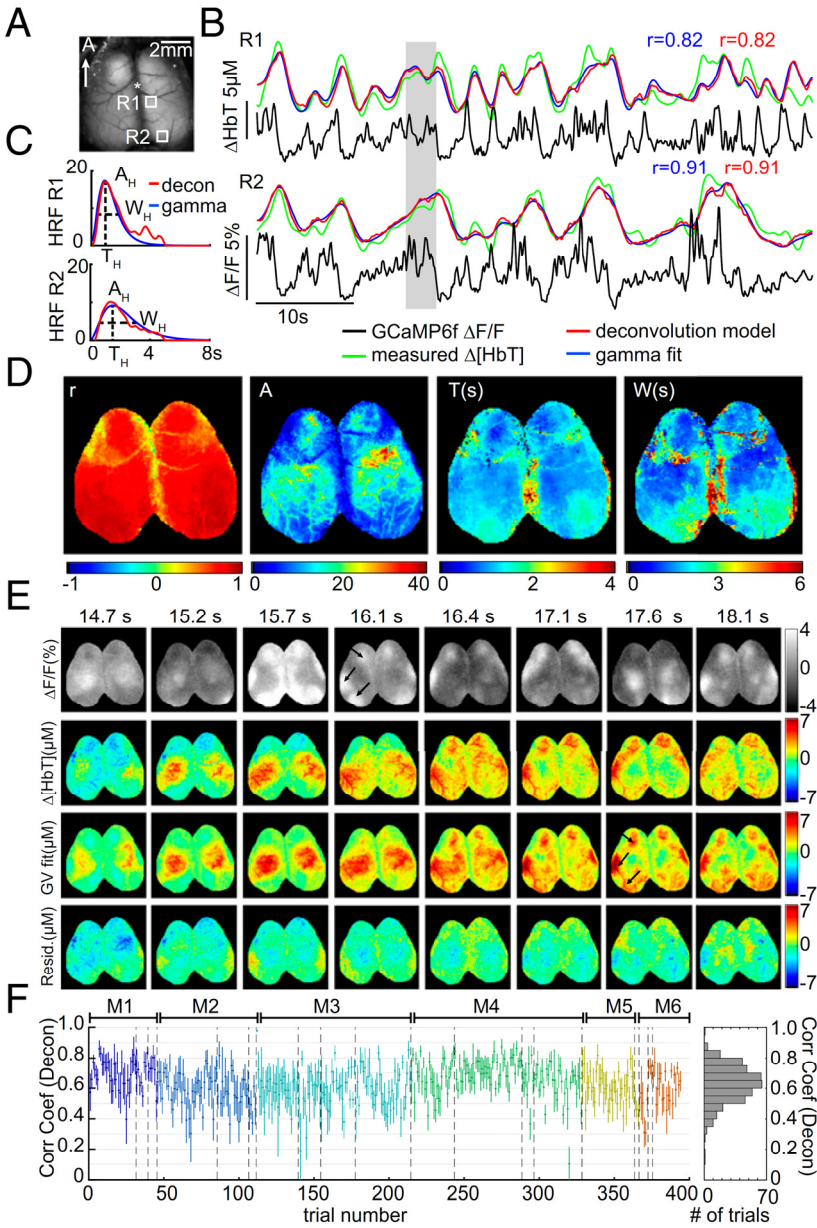 A
A
2mm
*
R1
R2
B
R1
r=0.82 r=0.82
ΔHbT 5μM
R2
r=0.91 r=0.91
ΔF/F 5%
10s
GCaMP6f ΔF/F
measured Δ[HbT]
deconvolution model
gamma fit
C
20
HRF R1
0
A_H
W_H
T_H
decon
gamma
20
HRF R2
0
A_H
W_H
T_H
0 4 8s
D
r A T(s) W(s)
-1 0 1 0 20 40 0 2 4 0 3 6
E
14.7 s 15.2 s 15.7 s 16.1 s 16.4 s 17.1 s 17.6 s 18.1 s
ΔF/F(%)
4
-4
Δ[HbT](μM)
7
-7
GV fit(μM)
7
-7
Resid.(μM)
7
-7
F
M1 M2 M3 M4 M5 M6
Corr Coef (Decon)
1.0
0.8
0.6
0.4
0.2
0
0 50 100 150 200 250 300 350 400
trial number
1.0
0.8
0.6
0.4
0.2
0
Corr Coef (Decon)
0 70
# of trials